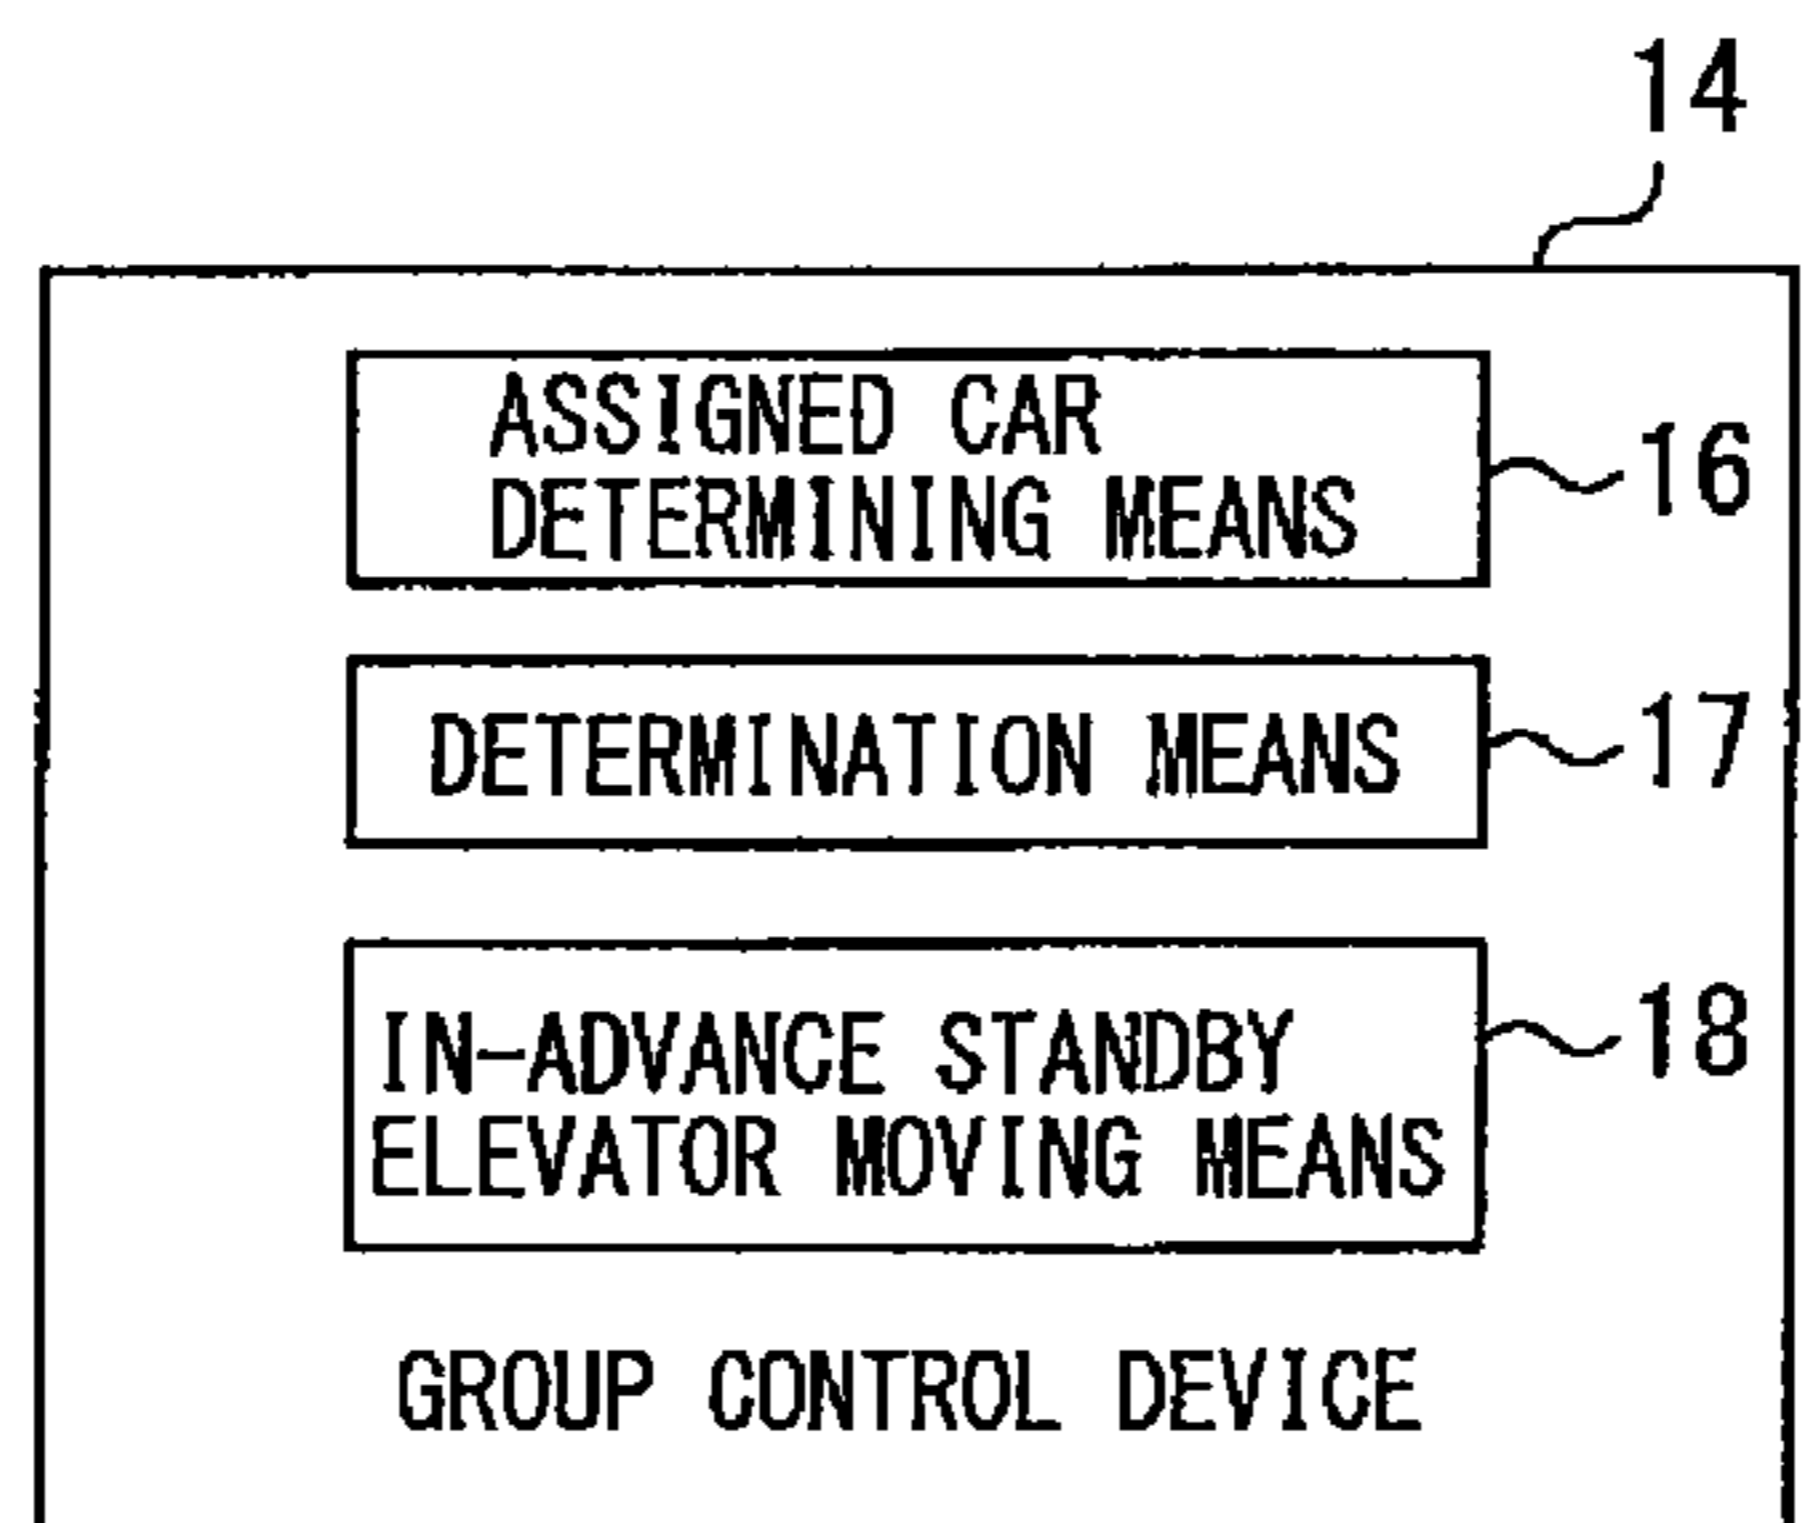 14
ASSIGNED CAR
DETERMINING MEANS
16
DETERMINATION MEANS
17
IN-ADVANCE STANDBY
ELEVATOR MOVING MEANS
18
GROUP CONTROL DEVICE